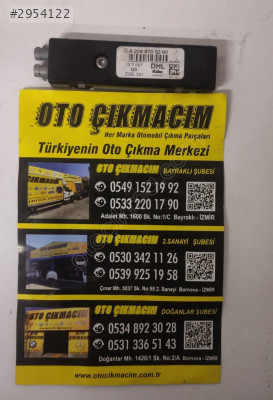 #2954122
A 204 870 53 90
DHL
OTO ÇIKMACIM
Her Marka Otomobil Çıkma Parçaları
Türkiyenin Oto Çıkma Merkezi
OTO ÇIKMACIM BAYRAKLI ŞUBESİ
0549 152 19 92
0533 220 17 90
Adalet Mh. 1600 Sk. No:1/C Bayraklı - İZMİR
OTO ÇIKMACIM 2.SANAYİ ŞUBESİ
0530 342 11 26
0539 925 19 58
Çınar Mh. 5037 Sk. No:99 2. Sanayi Bornova - İZMİR
OTO ÇIKMACIM DOĞANLAR ŞUBESİ
0534 892 30 28
0531 336 51 43
Doğanlar Mh. 1420/1 Sk. No:2/A Bornova - İZMİR
www.otocikmacim.com.tr